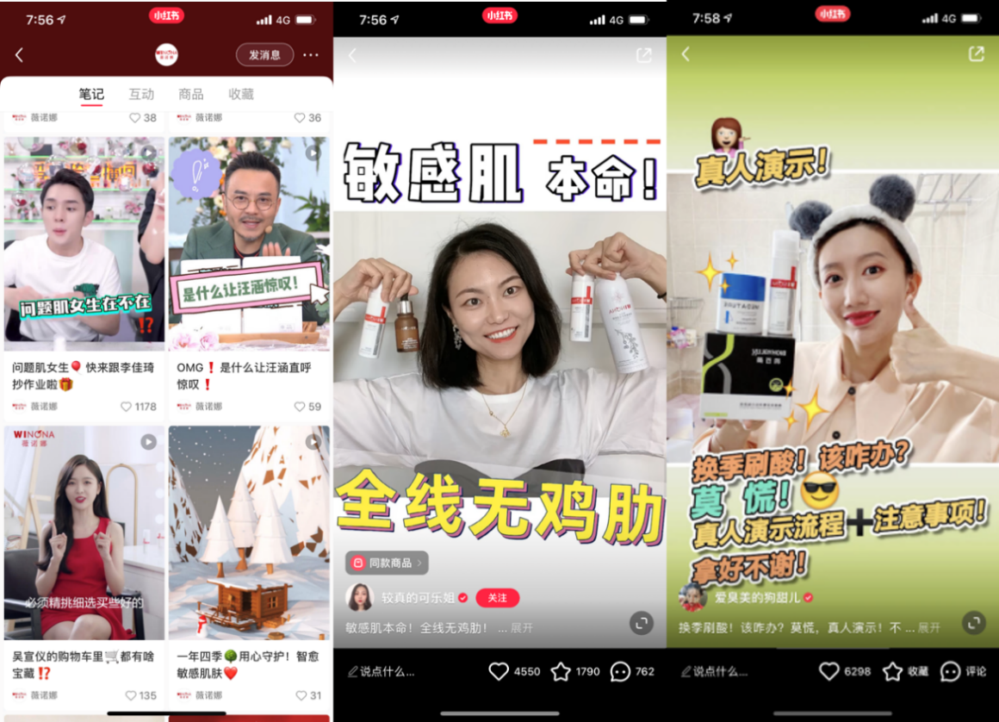 7:56
小红书
4G
WINONA
薇诺娜
发消息
笔记
互动
商品
收藏
薇诺娜
38
薇诺娜
36
问题肌女生在不在
⁉️
是什么让汪涵惊叹！
问题肌女生🎈 快来跟李佳琦
抄作业啦🎁
薇诺娜
1178
OMG❗是什么让汪涵直呼
惊叹❗
薇诺娜
59
WINONA
薇诺娜
必须精挑细选买些好的
吴宣仪的购物车里🛒都有啥
宝藏⁉️
薇诺娜
135
一年四季🌳用心守护！智愈
敏感肌肤❤️
薇诺娜
31
7:56
小红书
4G
敏感肌 本命!
全线无鸡肋
同款商品
较真的可乐姐
关注
敏感肌本命！全线无鸡肋！ ... 展开
说点什么...
4550
1790
762
7:58
小红书
4G
真人演示!
换季刷酸！该咋办?
莫慌!
😎
真人演示流程➕注意事项!
拿好不谢!
爱臭美的狗甜儿
换季刷酸！该咋办？莫慌，真人演示！不 ... 展开
说点什么...
6298
收藏
评论